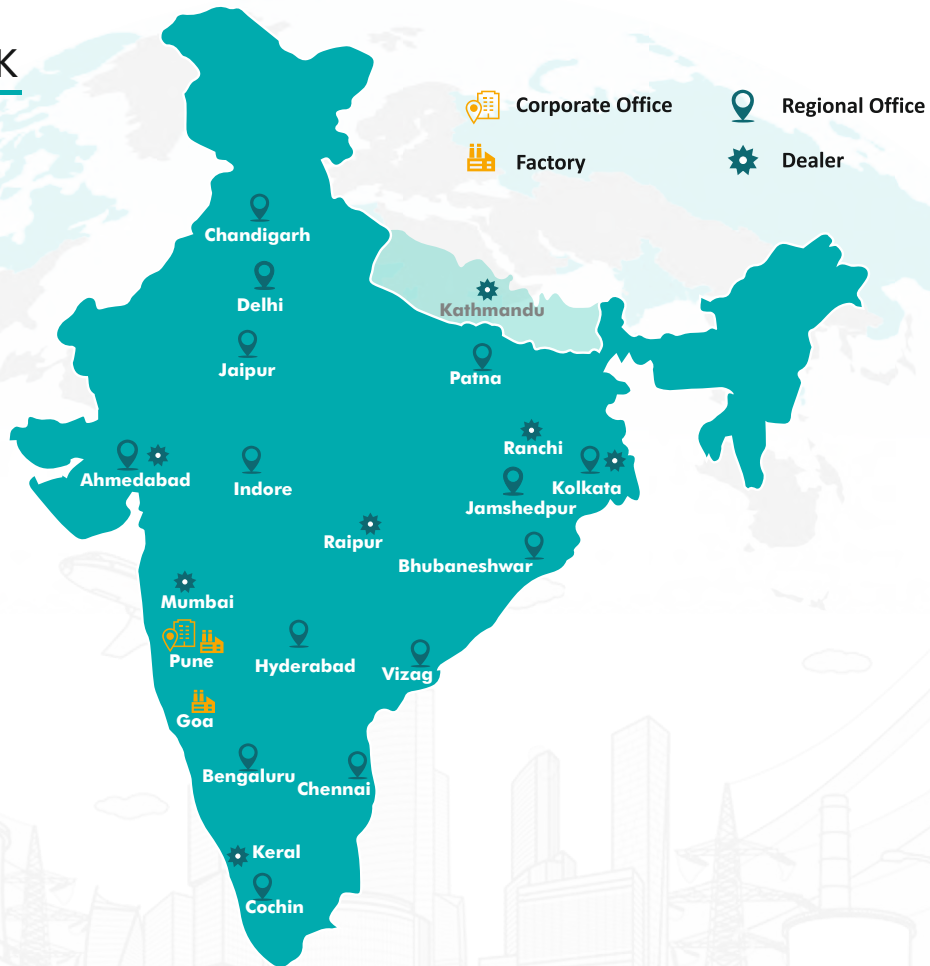 K
Corporate Office
Regional Office
Factory
Dealer
Chandigarh
Delhi
Kathmandu
Jaipur
Patna
Ranchi
Ahmedabad
Indore
Kolkata
Jamshedpur
Raipur
Bhubaneshwar
Mumbai
Pune
Hyderabad
Vizag
Goa
Bengaluru
Chennai
Keral
Cochin